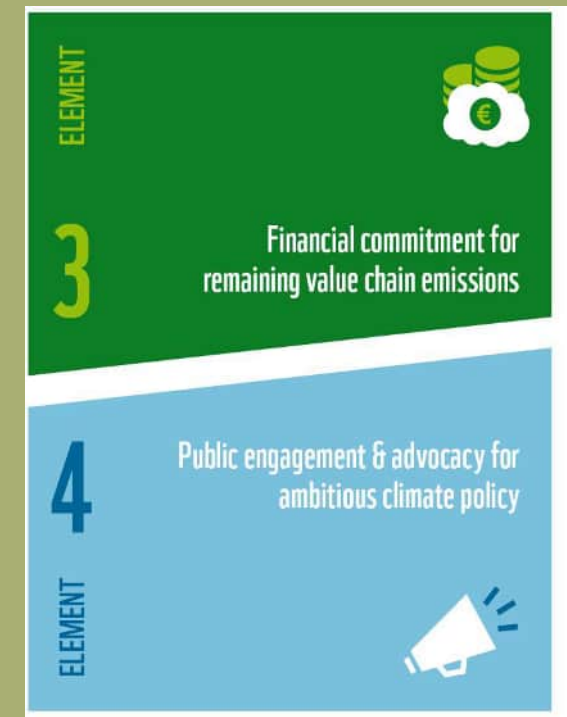 ELEMENT
3
€
Financial commitment for
remaining value chain emissions
4
Public engagement & advocacy for
ambitious climate policy
ELEMENT